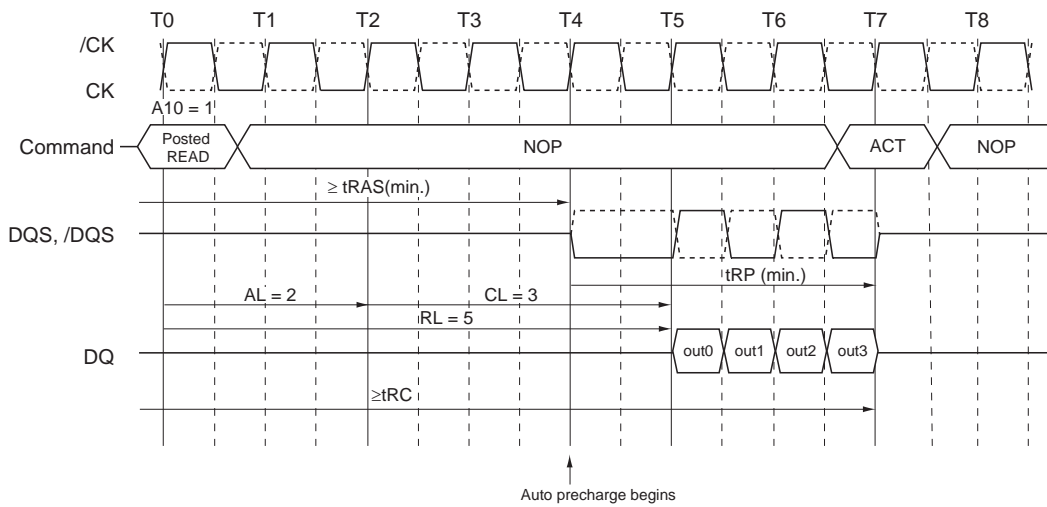 T0 T1 T2 T3 T4 T5 T6 T7 T8
/CK
CK
A10 = 1
Command
Posted
READ
NOP
ACT
NOP
≥ tRAS(min.)
DQS, /DQS
tRP (min.)
AL = 2
CL = 3
RL = 5
DQ
out0 out1 out2 out3
≥tRC
Auto precharge begins